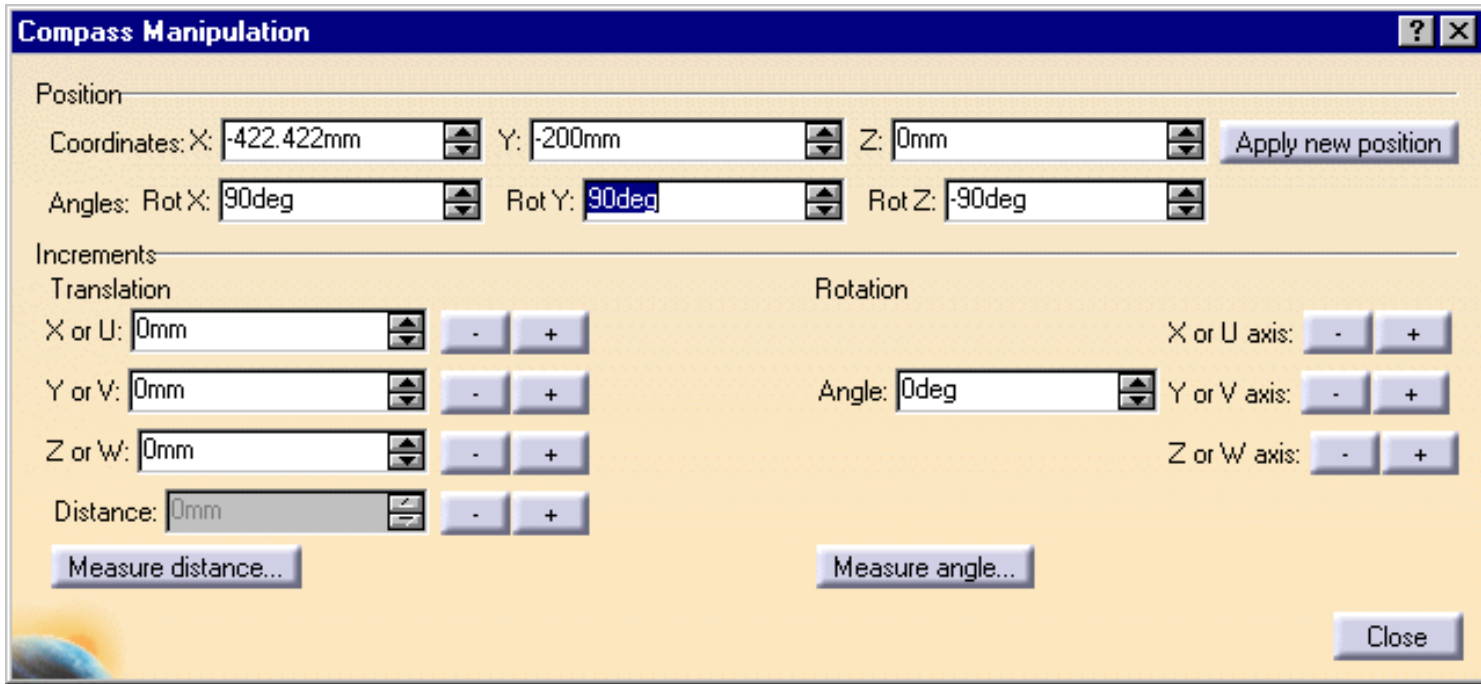 Compass Manipulation ? X
Position
Coordinates: X: -422.422mm Y: -200mm Z: 0mm Apply new position
Angles: Rot X: 90deg Rot Y: 90deg Rot Z: -90deg
Increments
Translation Rotation
X or U: 0mm - + X or U axis: - +
Y or V: 0mm - + Angle: 0deg Y or V axis: - +
Z or W: 0mm - + Z or W axis: - +
Distance: 0mm - +
Measure distance... Measure angle...
Close